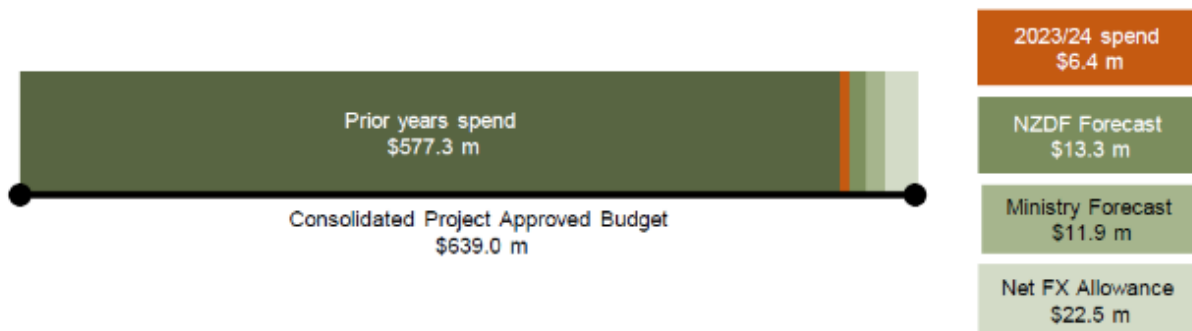 Prior years spend
$577.3 m
Consolidated Project Approved Budget
$639.0 m
2023/24 spend
$6.4 m
NZDF Forecast
$13.3 m
Ministry Forecast
$11.9 m
Net FX Allowance
$22.5 m